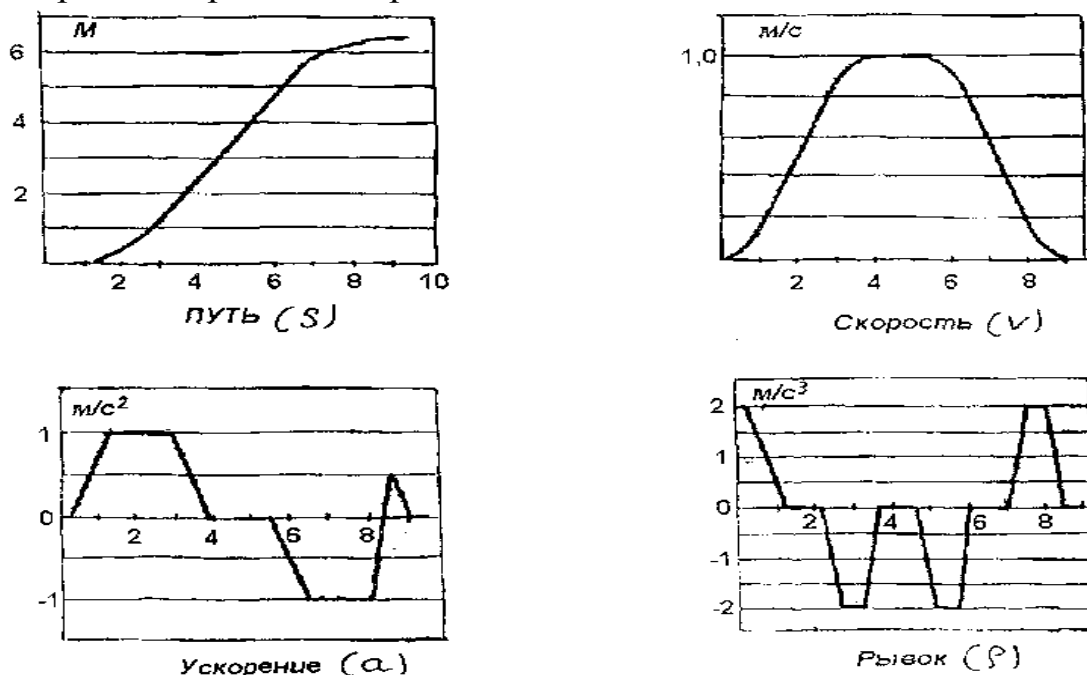 М
6
4
2
2 4 6 8 10
ПУТЬ (S)
м/с
1,0
2 4 6 8
Скорость (V)
м/с²
1
0
-1
2 4 6 8
Ускорение (a)
м/с³
2
1
0
-1
-2
2 4 6 8
Рывок (ρ)